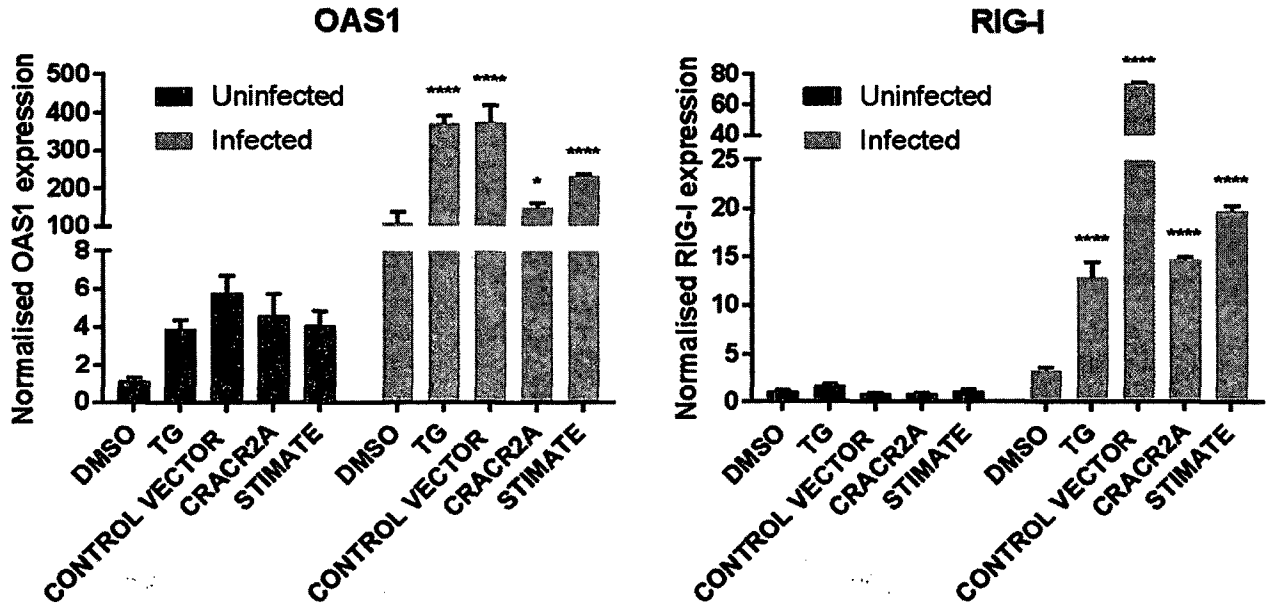 OAS1
Normalised OAS1 expression
500
400
300
200
100
8
6
4
2
0
Uninfected
Infected
****
****
*
****
DMSO
TG
CONTROL VECTOR
CRACR2A
STIMATE
DMSO
TG
CONTROL VECTOR
CRACR2A
STIMATE
RIG-I
Normalised RIG-I expression
80
60
40
25
20
15
10
5
0
Uninfected
Infected
****
****
****
****
DMSO
TG
CONTROL VECTOR
CRACR2A
STIMATE
DMSO
TG
CONTROL VECTOR
CRACR2A
STIMATE